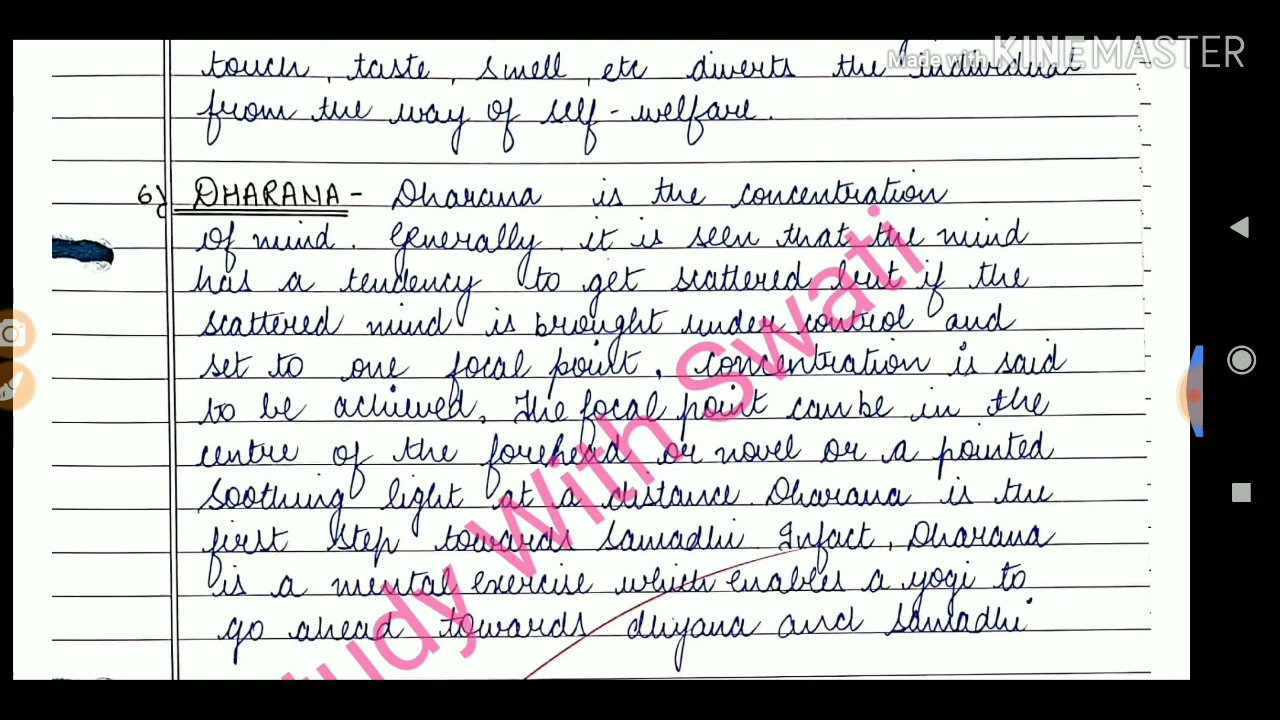 Made with KINEMASTER
touch, taste, smell, etc diverts the individual
from the way of self-welfare.
6) DHARANA - Dharana is the concentration
of mind. Generally it is seen that the mind
has a tendency to get scattered but if the
scattered mind is brought under control and
set to one focal point, concentration is said
to be achieved. The focal point can be in the
centre of the forehead or novel or a pointed
soothing light at a distance. Dharana is the
first step towards Samadhi. Infact, Dharana
is a mental exercise which enables a yogi to
go ahead towards dhyana and Samadhi
tudy With Swati